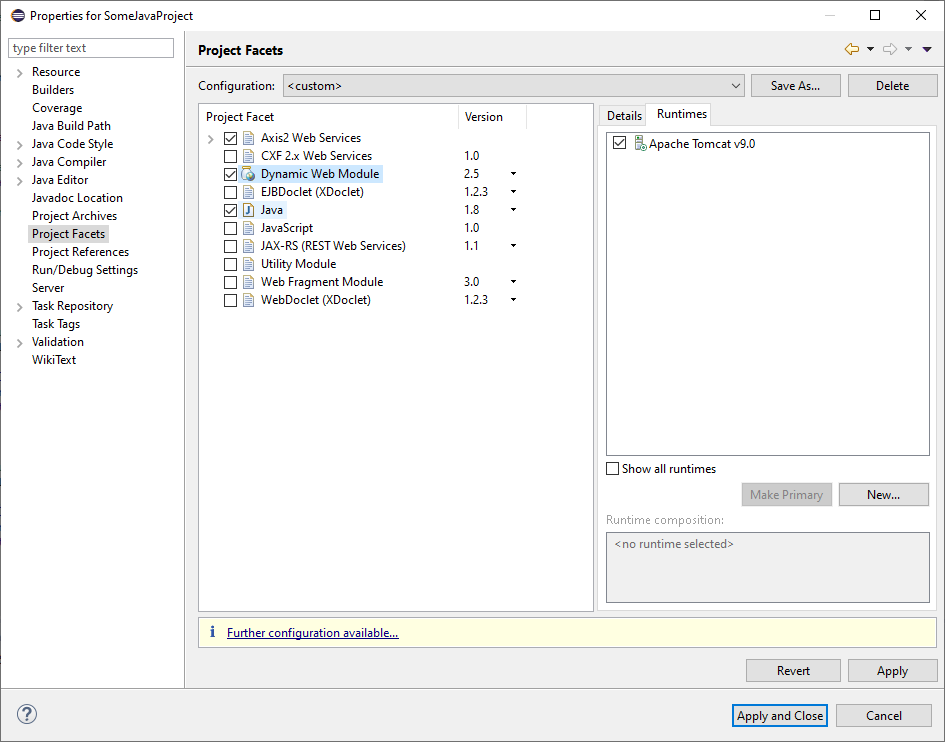 Properties for SomeJavaProject
type filter text
Resource
Builders
Coverage
Java Build Path
Java Code Style
Java Compiler
Java Editor
Javadoc Location
Project Archives
Project Facets
Project References
Run/Debug Settings
Server
Task Repository
Task Tags
Validation
WikiText
Project Facets
Configuration: <custom> Save As... Delete
Project Facet Version
Axis2 Web Services
CXF 2.x Web Services 1.0
Dynamic Web Module 2.5
EJBDoclet (XDoclet) 1.2.3
Java 1.8
JavaScript 1.0
JAX-RS (REST Web Services) 1.1
Utility Module
Web Fragment Module 3.0
WebDoclet (XDoclet) 1.2.3
Details Runtimes
Apache Tomcat v9.0
Show all runtimes
Make Primary New...
Runtime composition:
<no runtime selected>
Further configuration available...
Revert Apply
Apply and Close Cancel